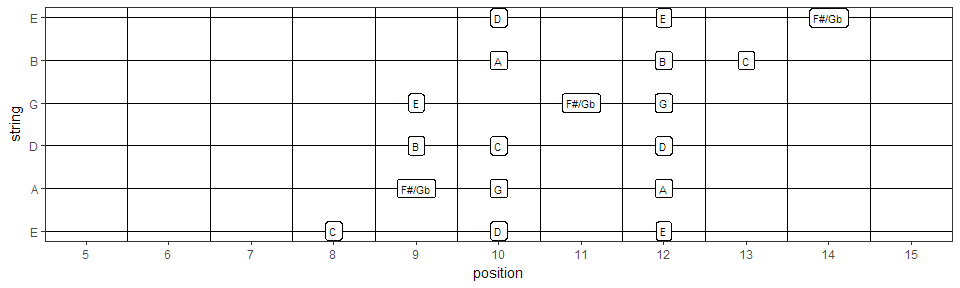 E D E F#/Gb
B A B C
G E F#/Gb G
D B C D
A F#/Gb G A
E C D E
5 6 7 8 9 10 11 12 13 14 15
position
string